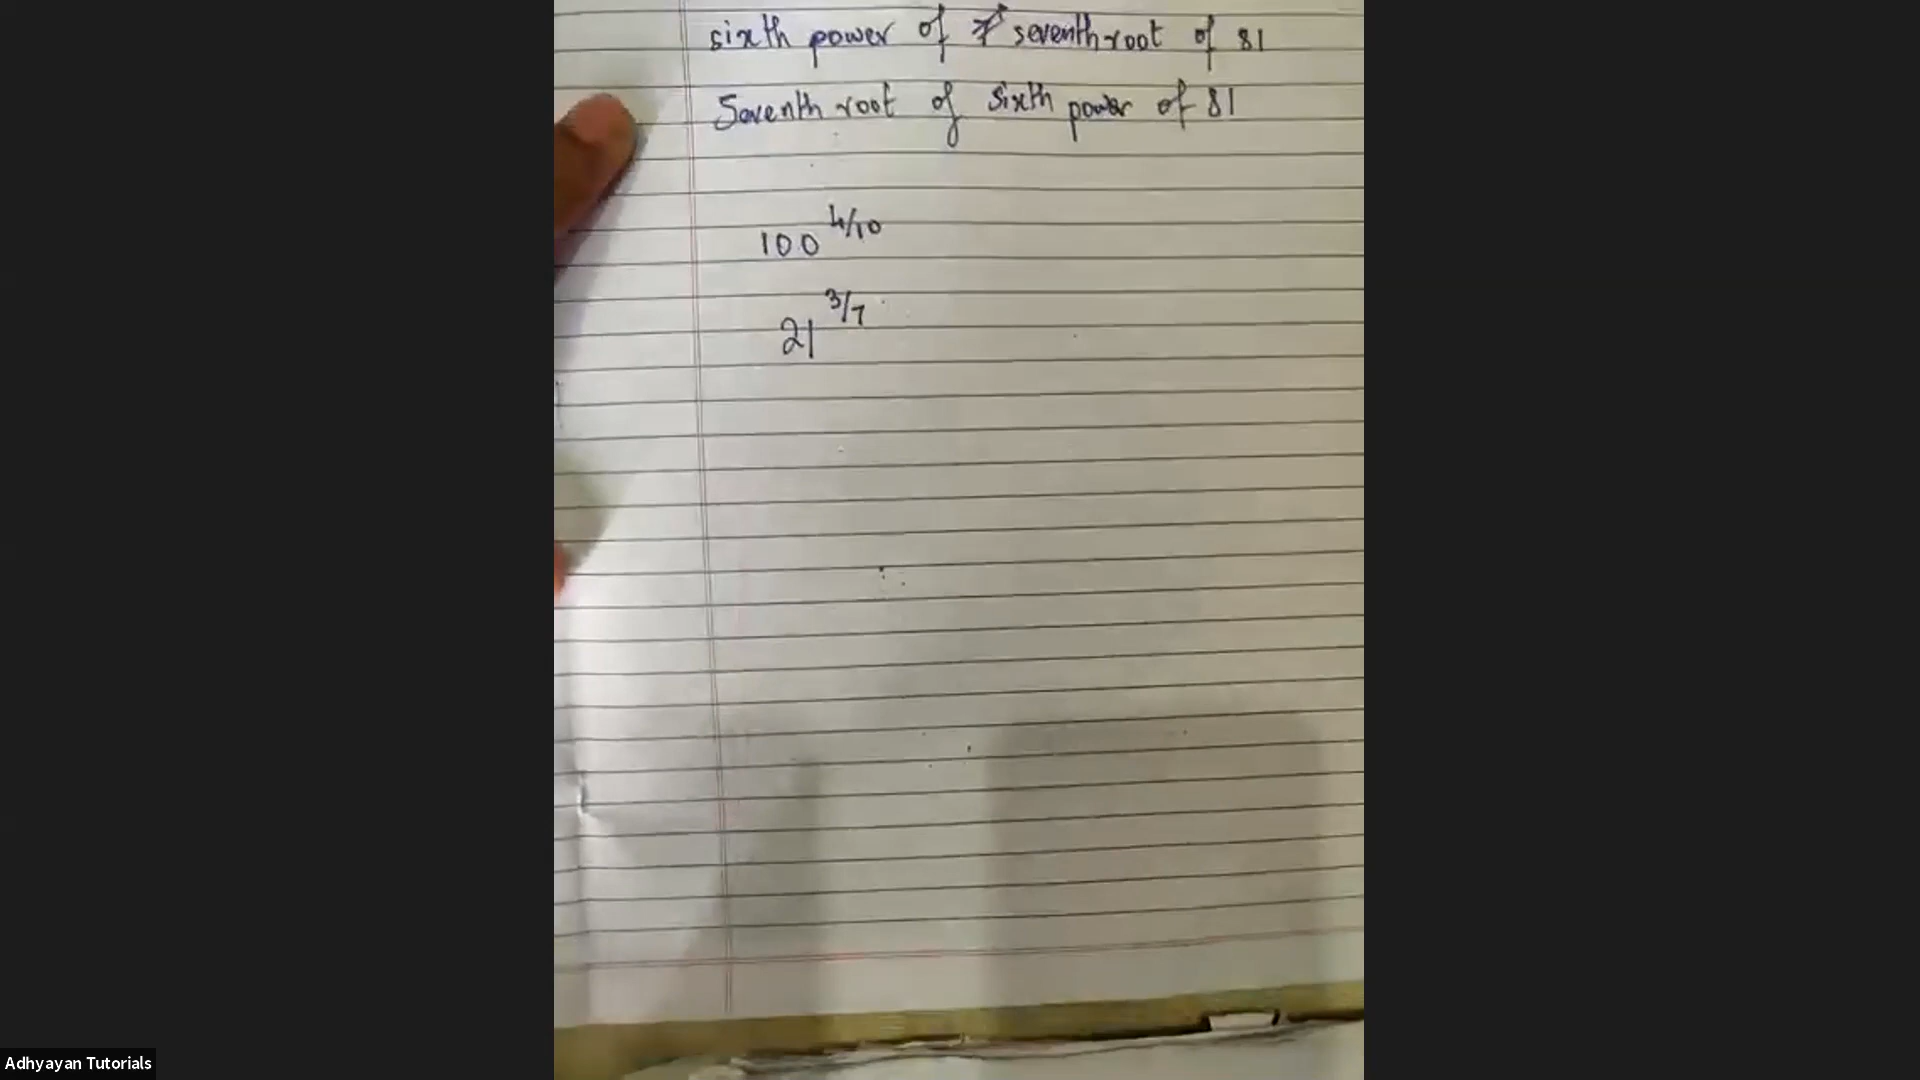 sixth power of seventh root of 81
Seventh root of sixth power of 81
100^4/10
21^3/7
Adhyayan Tutorials